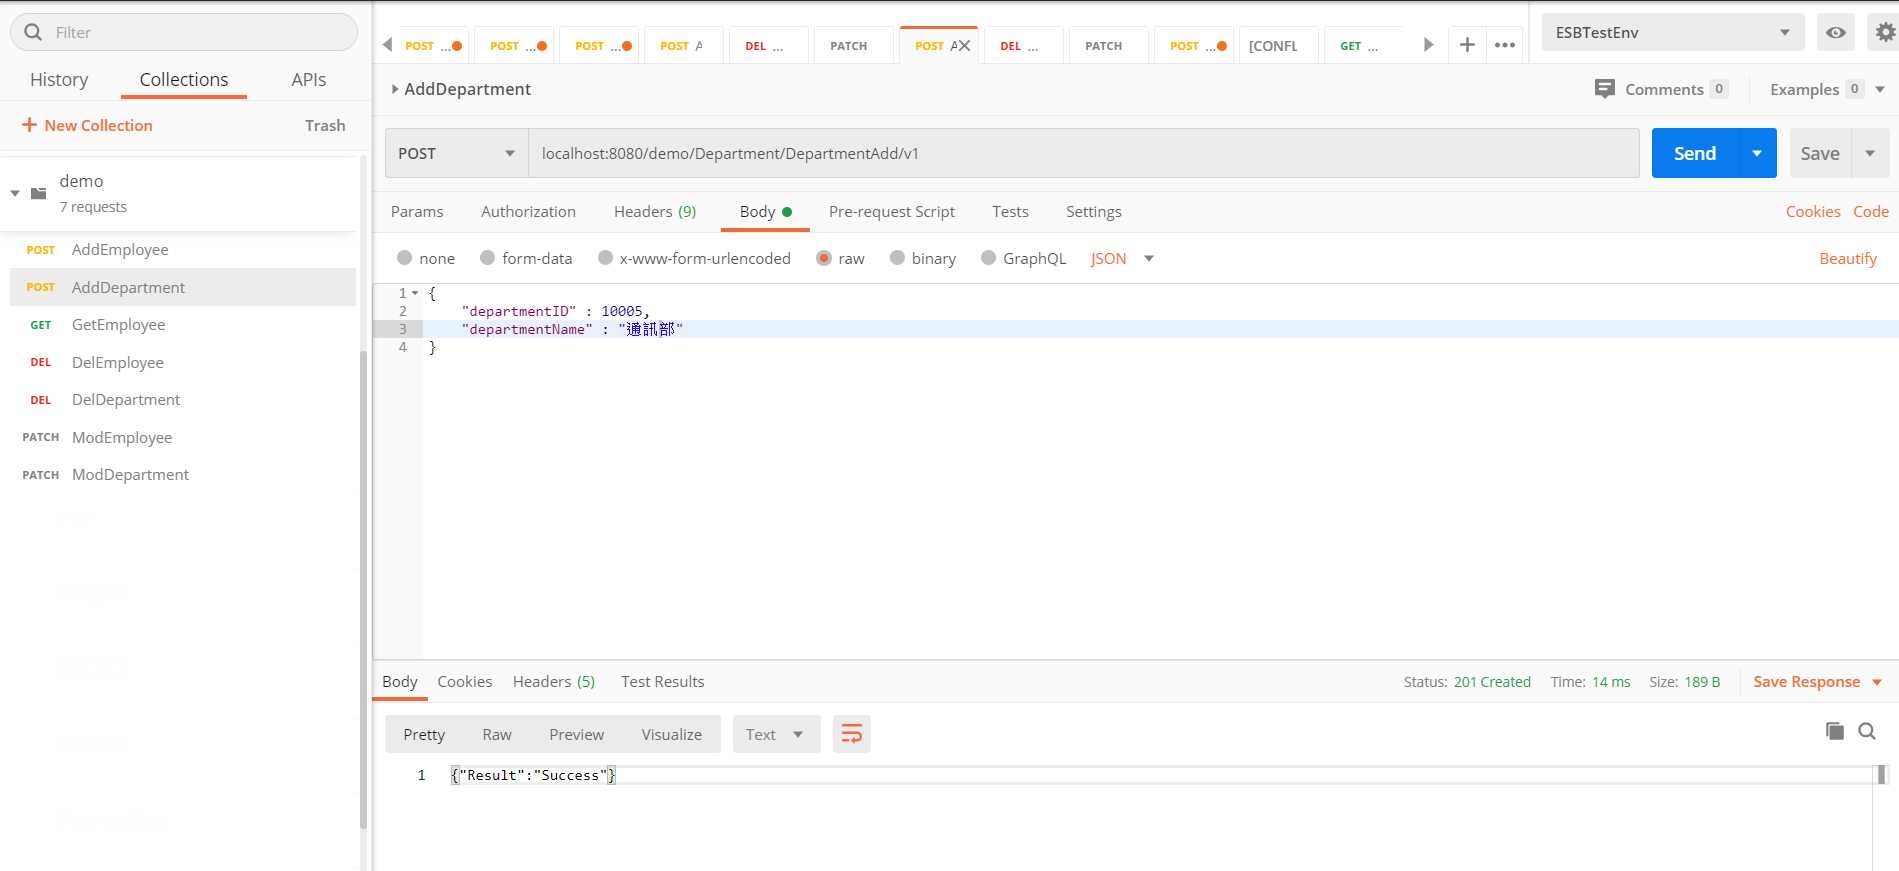 Filter
History Collections APIs
+ New Collection Trash
demo
7 requests
POST AddEmployee
POST AddDepartment
GET GetEmployee
DEL DelEmployee
DEL DelDepartment
PATCH ModEmployee
PATCH ModDepartment
POST ... POST ... POST ... POST A DEL ... PATCH POST A DEL ... PATCH POST ... [CONFL GET ... + •••
ESBTestEnv
AddDepartment
Comments 0 Examples 0
POST localhost:8080/demo/Department/DepartmentAdd/v1 Send Save
Params Authorization Headers (9) Body Pre-request Script Tests Settings Cookies Code
none form-data x-www-form-urlencoded raw binary GraphQL JSON Beautify
1 {
2 "departmentID" : 10005,
3 "departmentName" : "通訊部"
4 }
Body Cookies Headers (5) Test Results Status: 201 Created Time: 14 ms Size: 189 B Save Response
Pretty Raw Preview Visualize Text
1 {"Result":"Success"}